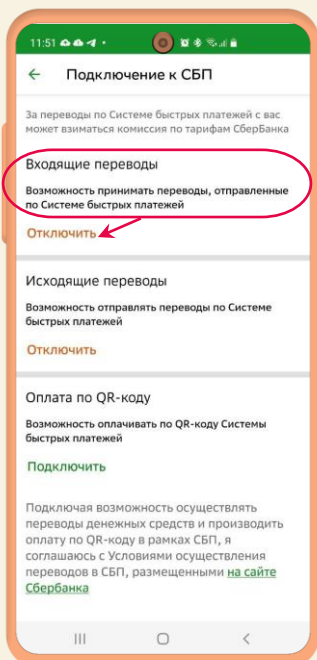 11:51
Подключение к СБП
За переводы по Системе быстрых платежей с вас
может взиматься комиссия по тарифам СберБанка
Входящие переводы
Возможность принимать переводы, отправленные
по Системе быстрых платежей
Отключить
Исходящие переводы
Возможность отправлять переводы по Системе
быстрых платежей
Отключить
Оплата по QR-коду
Возможность оплачивать по QR-коду Системы
быстрых платежей
Подключить
Подключая возможность осуществлять
переводы денежных средств и производить
оплату по QR-коду в рамках СБП, я
соглашаюсь с Условиями осуществления
переводов в СБП, размещенными на сайте
Сбербанка